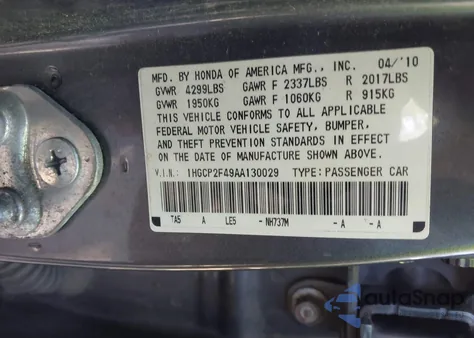 MFD. BY HONDA OF AMERICA MFG., INC. 04/'10
GVWR 4299LBS GAWR F 2337LBS R 2017LBS
GVWR 1950KG GAWR F 1060KG R 915KG
THIS VEHICLE CONFORMS TO ALL APPLICABLE
FEDERAL MOTOR VEHICLE SAFETY, BUMPER,
AND THEFT PREVENTION STANDARDS IN EFFECT
ON THE DATE OF MANUFACTURE SHOWN ABOVE.
V.I.N.: 1HGCP2F49AA130029 TYPE: PASSENGER CAR
TA5 A LE5 -NH737M -A -A
AutoSnap